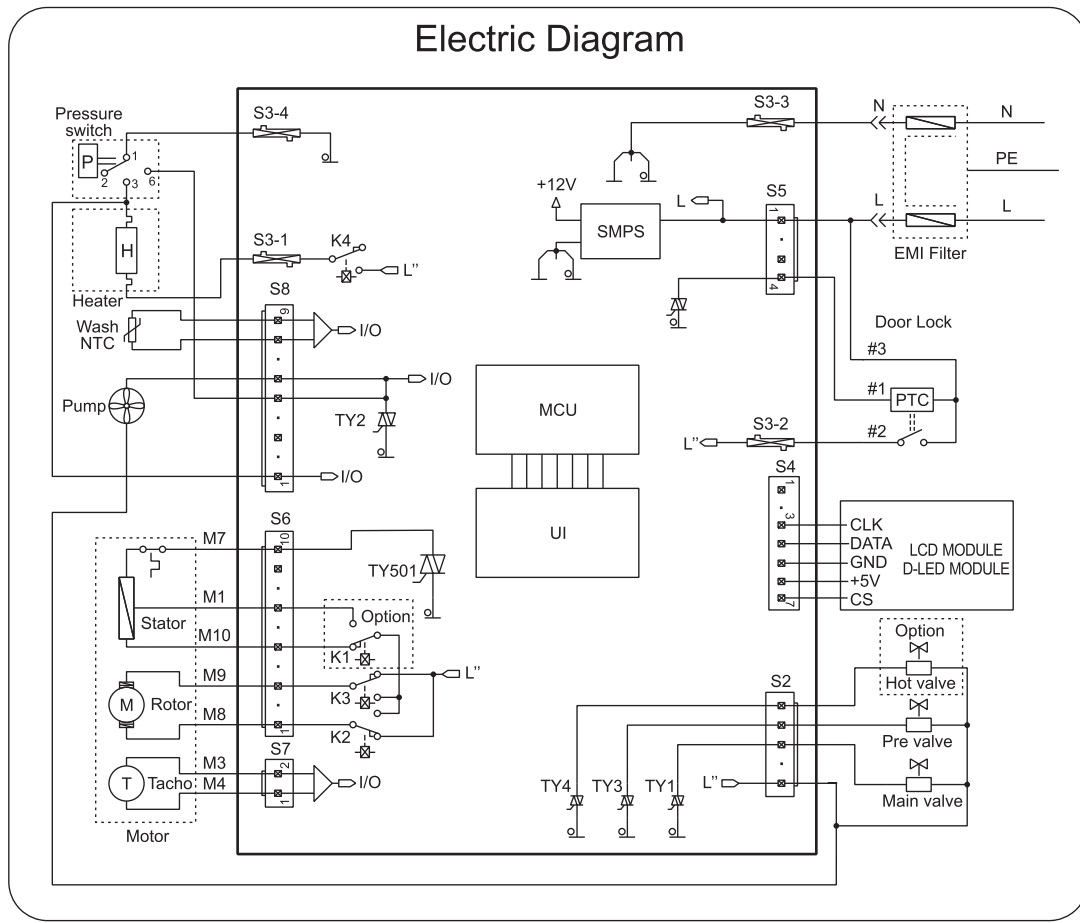 Electric Diagram
Pressure
switch
P
1
2
3
6
H
Heater
Wash
NTC
Pump
S3-4
S3-1
K4
L"
S8
9
I/O
I/O
TY2
1
I/O
+12V
SMPS
L
S3-3
S5
1
4
N
N
PE
L
L
EMI Filter
Door Lock
#3
#1
PTC
#2
L"
S3-2
MCU
UI
S4
1
3
7
CLK
DATA
GND
+5V
CS
LCD MODULE
D-LED MODULE
S6
10
M7
TY501
M1
Stator
Option
M10
K1
L"
M9
K3
M
Rotor
M8
K2
1
S7
2
M3
T
Tacho
M4
1
I/O
Motor
S2
Option
Hot valve
Pre valve
Main valve
TY4
TY3
TY1
L"